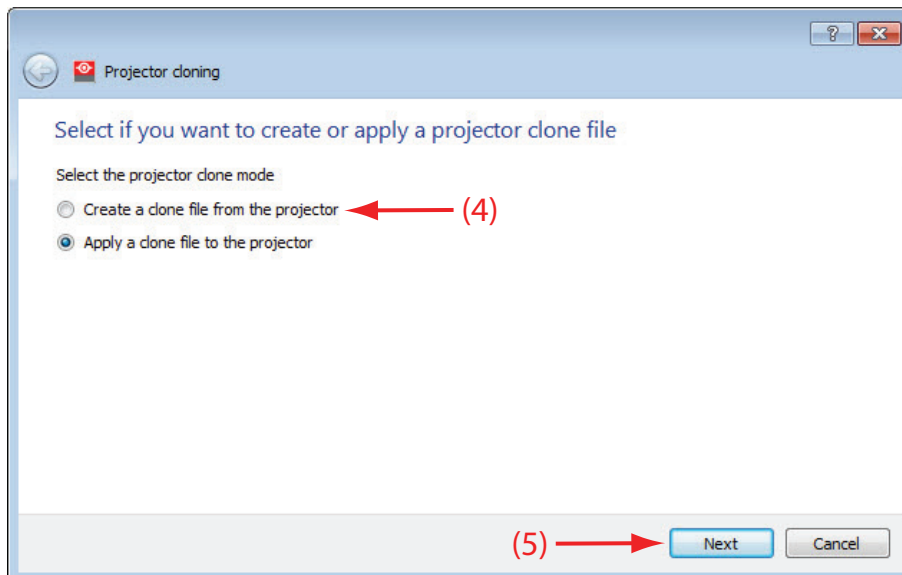 ?
Projector cloning
Select if you want to create or apply a projector clone file
Select the projector clone mode
Create a clone file from the projector (4)
Apply a clone file to the projector
(5) Next Cancel